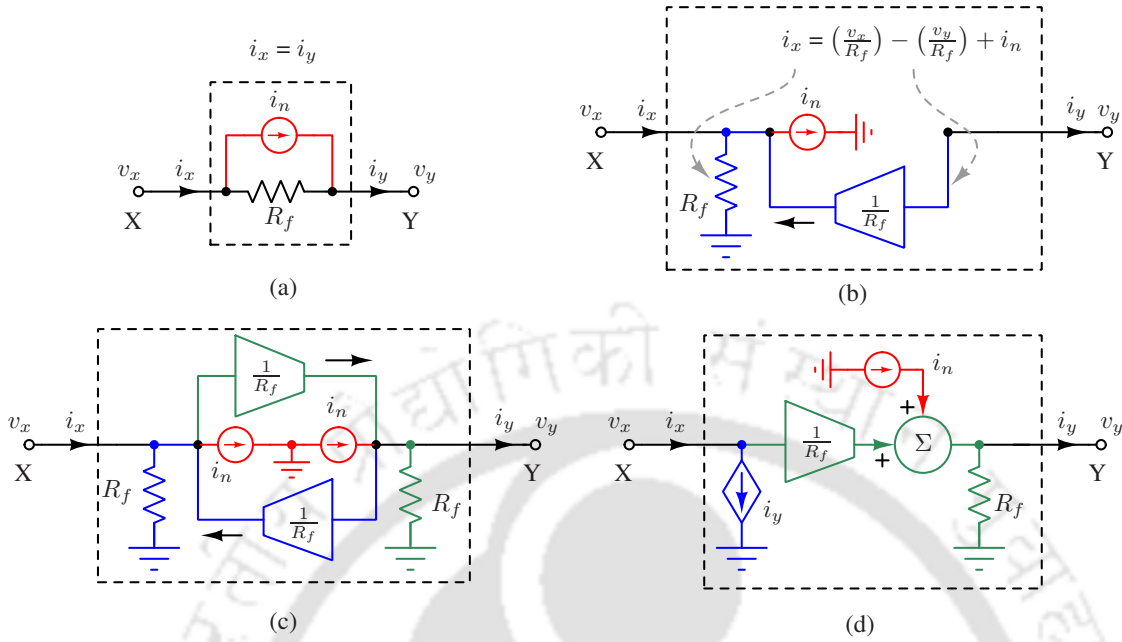 i_x = i_y
i_n
v_x i_x i_y v_y
X R_f Y
(a)
i_x = (v_x/R_f) − (v_y/R_f) + i_n
v_x i_x i_n i_y v_y
X Y
R_f 1/R_f
(b)
1/R_f
v_x i_x i_n i_y v_y
X i_n Y
R_f 1/R_f R_f
(c)
i_n
v_x i_x + i_y v_y
X 1/R_f + Σ Y
i_y R_f
(d)